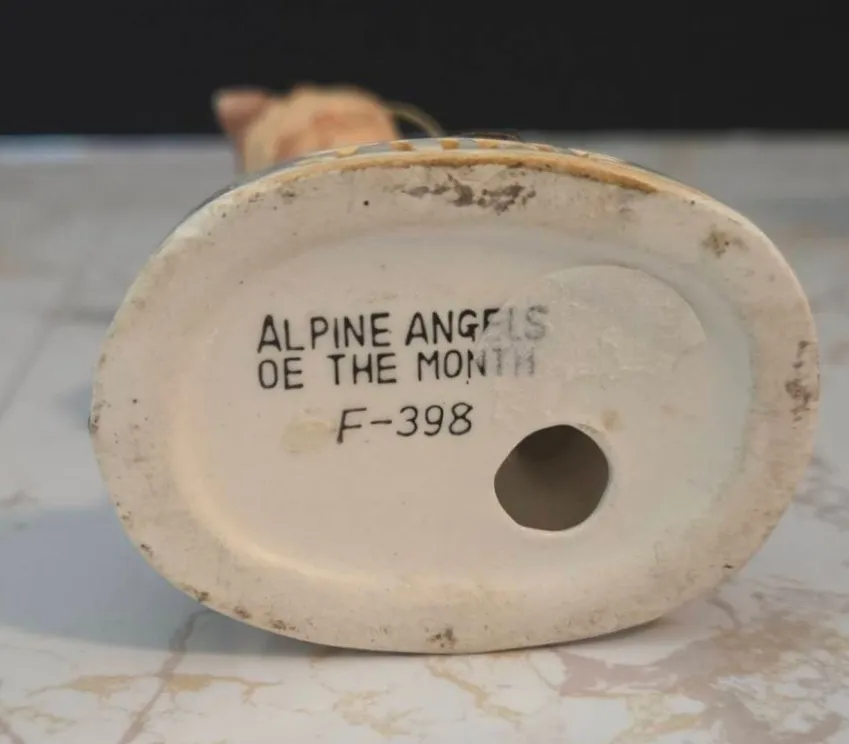 ALPINE ANGELS
OE THE MONTH
F-398